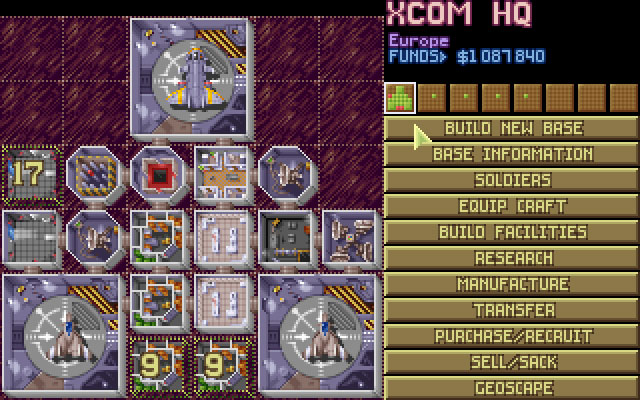 XCOM HQ
Europe
FUNDS> $1 087 840
BUILD NEW BASE
BASE INFORMATION
SOLDIERS
EQUIP CRAFT
BUILD FACILITIES
RESEARCH
MANUFACTURE
TRANSFER
PURCHASE/RECRUIT
SELL/SACK
GEOSCAPE
17
9
9